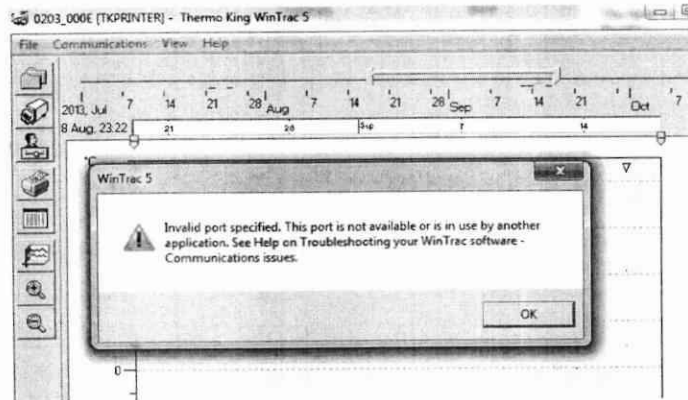 0203_000E [TKPRINTER] - Thermo King WinTrac 5
File Communications View Help
2013, Jul 7 14 21 28 Aug 7 14 21 28 Sep 7 14 21 Oct 7
8 Aug, 23.22 21 28 Sep 7 14
°C
WinTrac 5
Invalid port specified. This port is not available or is in use by another
application. See Help on Troubleshooting your WinTrac software -
Communications issues.
OK
0